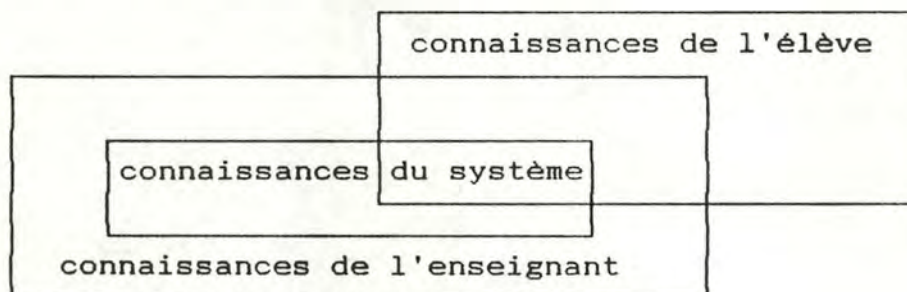 connaissances de l'élève
connaissances du système
connaissances de l'enseignant